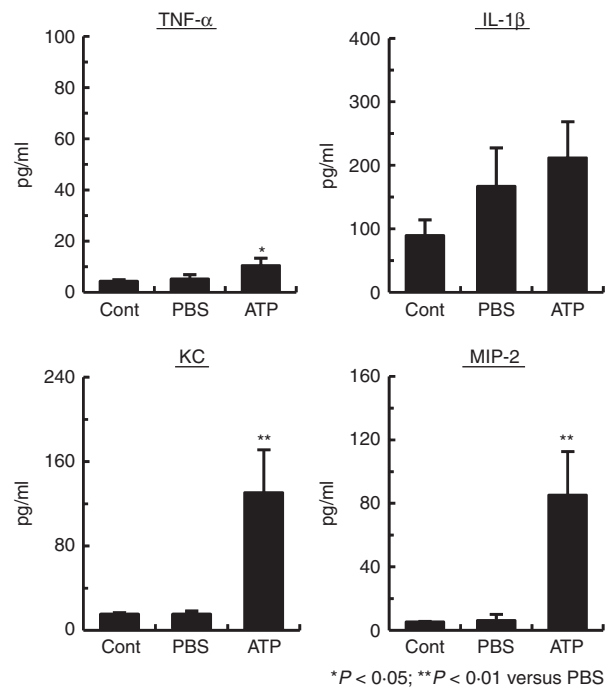 TNF-α
100
80
60
40
20
0
pg/ml
*
Cont PBS ATP
IL-1β
400
300
200
100
400
pg/ml
Cont PBS ATP
KC
240
160
80
0
pg/ml
**
Cont PBS ATP
MIP-2
160
120
80
40
0
pg/ml
**
Cont PBS ATP
*P < 0·05; **P < 0·01 versus PBS